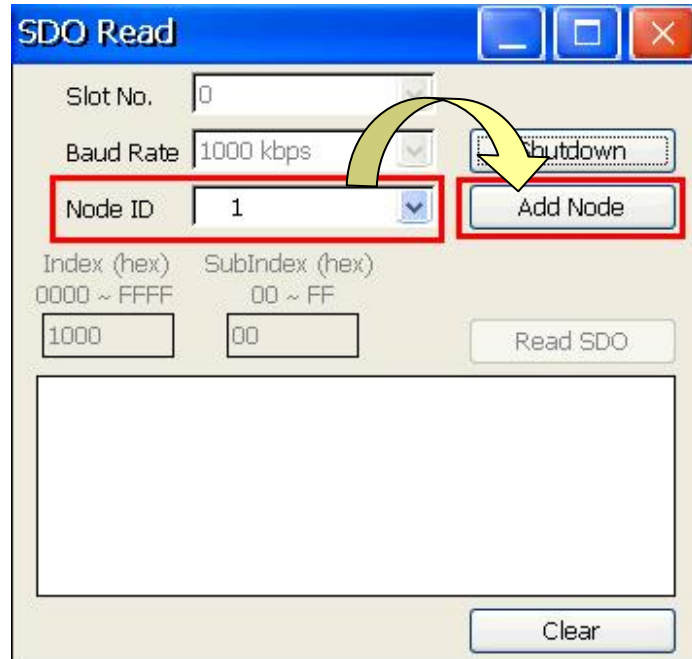 SDO Read
Slot No. 0
Baud Rate 1000 kbps Shutdown
Node ID 1 Add Node
Index (hex) SubIndex (hex)
0000 ~ FFFF 00 ~ FF
1000 00 Read SDO
Clear